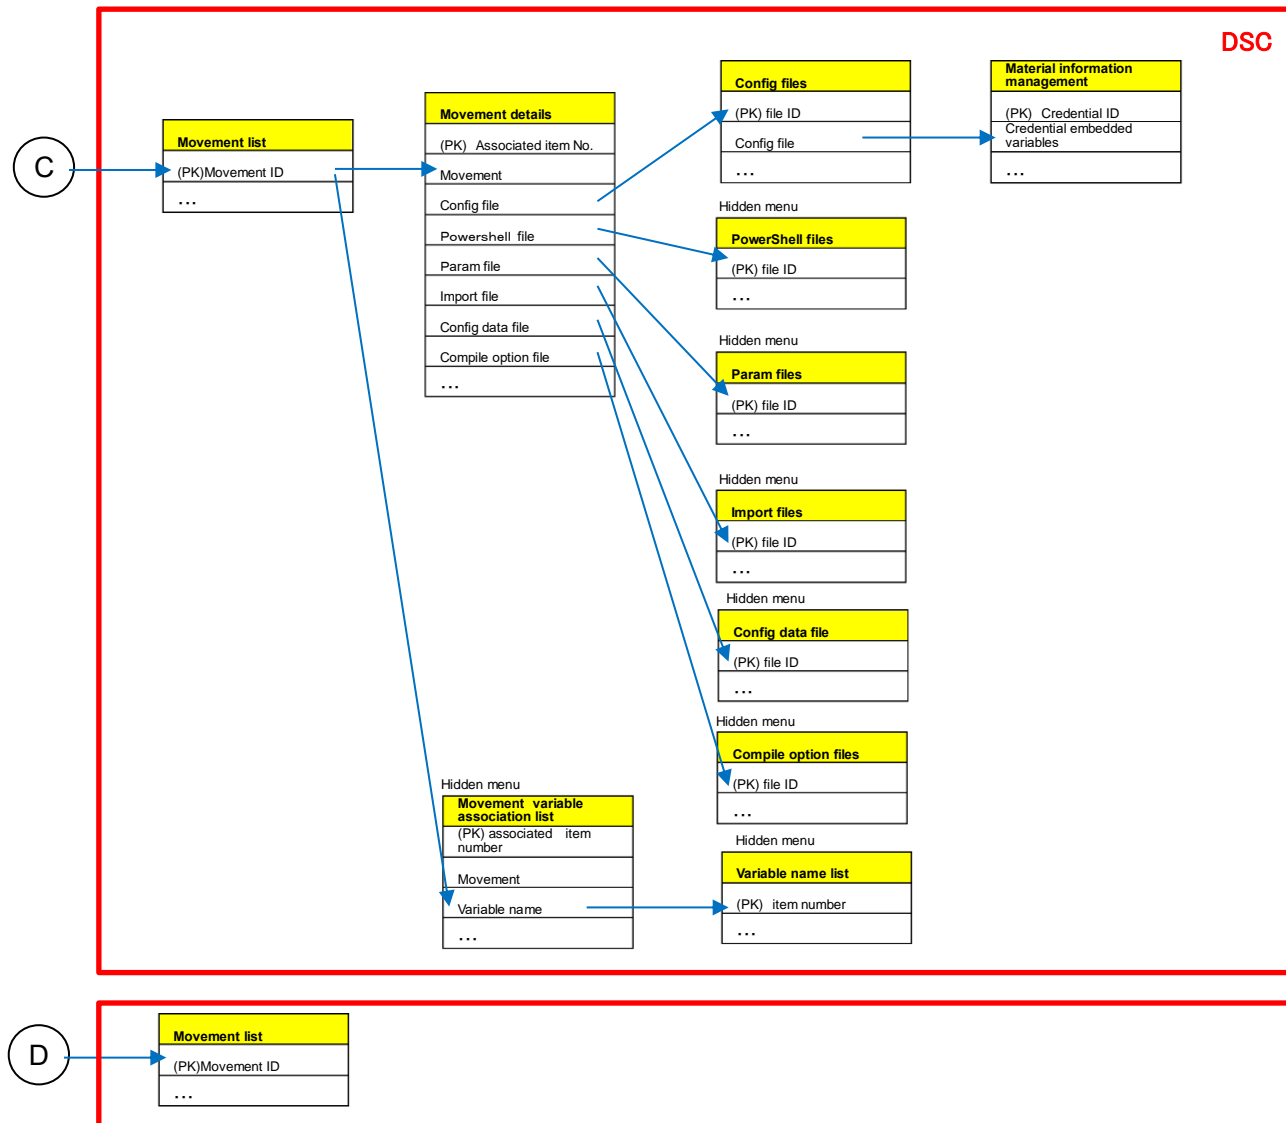 DSC
C
Movement list
(PK)Movement ID
...
Movement details
(PK) Associated item No.
Movement
Config file
Powershell file
Param file
Import file
Config data file
Compile option file
...
Config files
(PK) file ID
Config file
...
Material information
management
(PK) Credential ID
Credential embedded
variables
...
Hidden menu
PowerShell files
(PK) file ID
...
Hidden menu
Param files
(PK) file ID
...
Hidden menu
Import files
(PK) file ID
...
Hidden menu
Config data file
(PK) file ID
...
Hidden menu
Compile option files
(PK) file ID
...
Hidden menu
Movement variable
association list
(PK) associated item
number
Movement
Variable name
...
Hidden menu
Variable name list
(PK) item number
...
D
Movement list
(PK)Movement ID
...